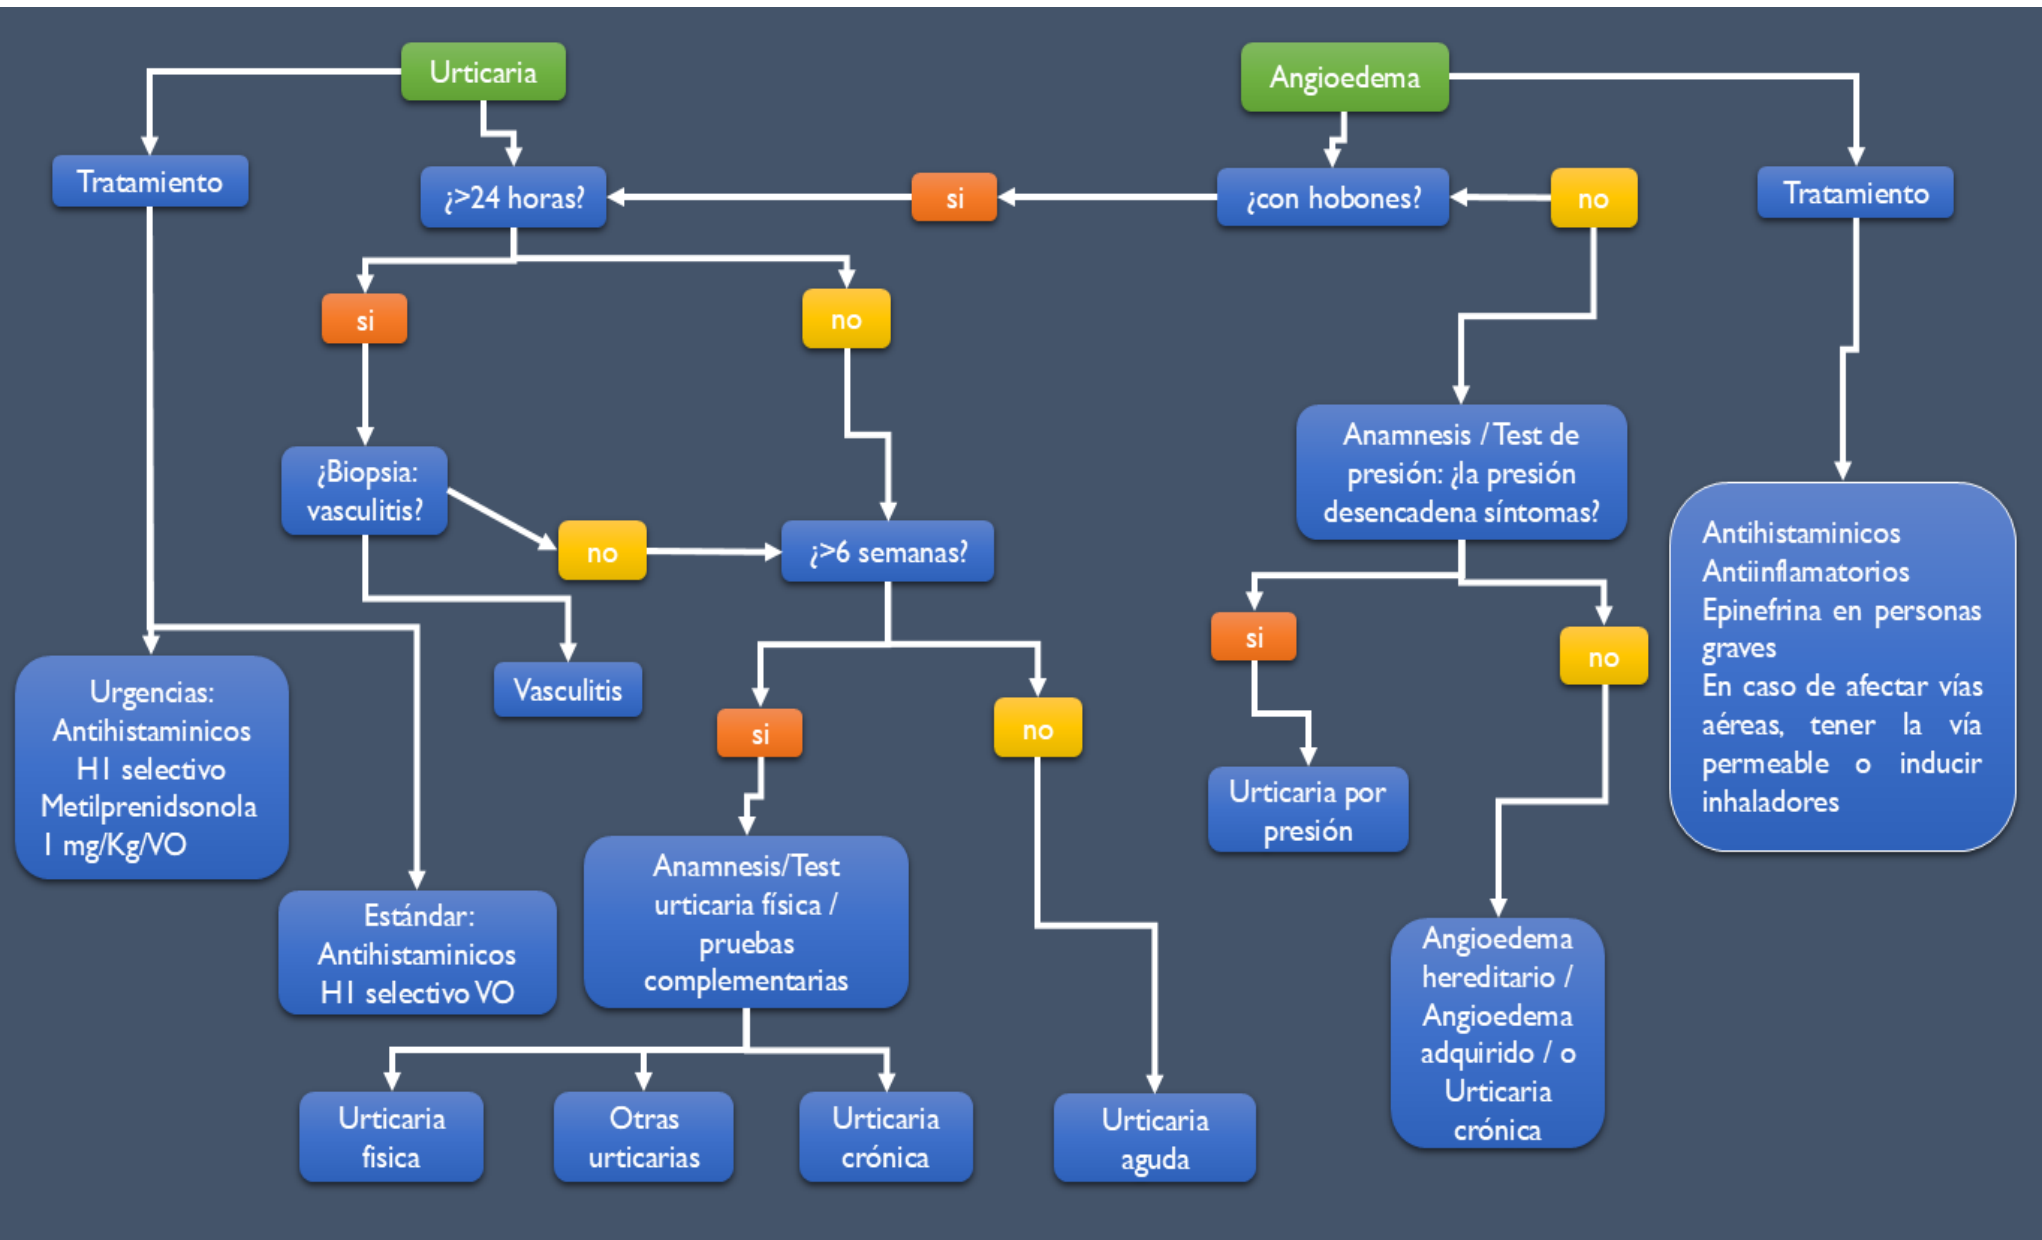 Urticaria
Angioedema
Tratamiento
¿>24 horas?
si
¿con hobones?
no
Tratamiento
si
no
¿Biopsia:
vasculitis?
no
¿>6 semanas?
Anamnesis / Test de
presión: ¿la presión
desencadena síntomas?
Antihistaminicos
Antiinflamatorios
Epinefrina en personas
graves
En caso de afectar vías
aéreas, tener la vía
permeable o inducir
inhaladores
Urgencias:
Antihistaminicos
H1 selectivo
Metilprenidsonola
1 mg/Kg/VO
Vasculitis
si
no
si
no
Urticaria por
presión
Estándar:
Antihistaminicos
H1 selectivo VO
Anamnesis/Test
urticaria física /
pruebas
complementarias
Angioedema
hereditario /
Angioedema
adquirido / o
Urticaria
crónica
Urticaria
fisica
Otras
urticarias
Urticaria
crónica
Urticaria
aguda